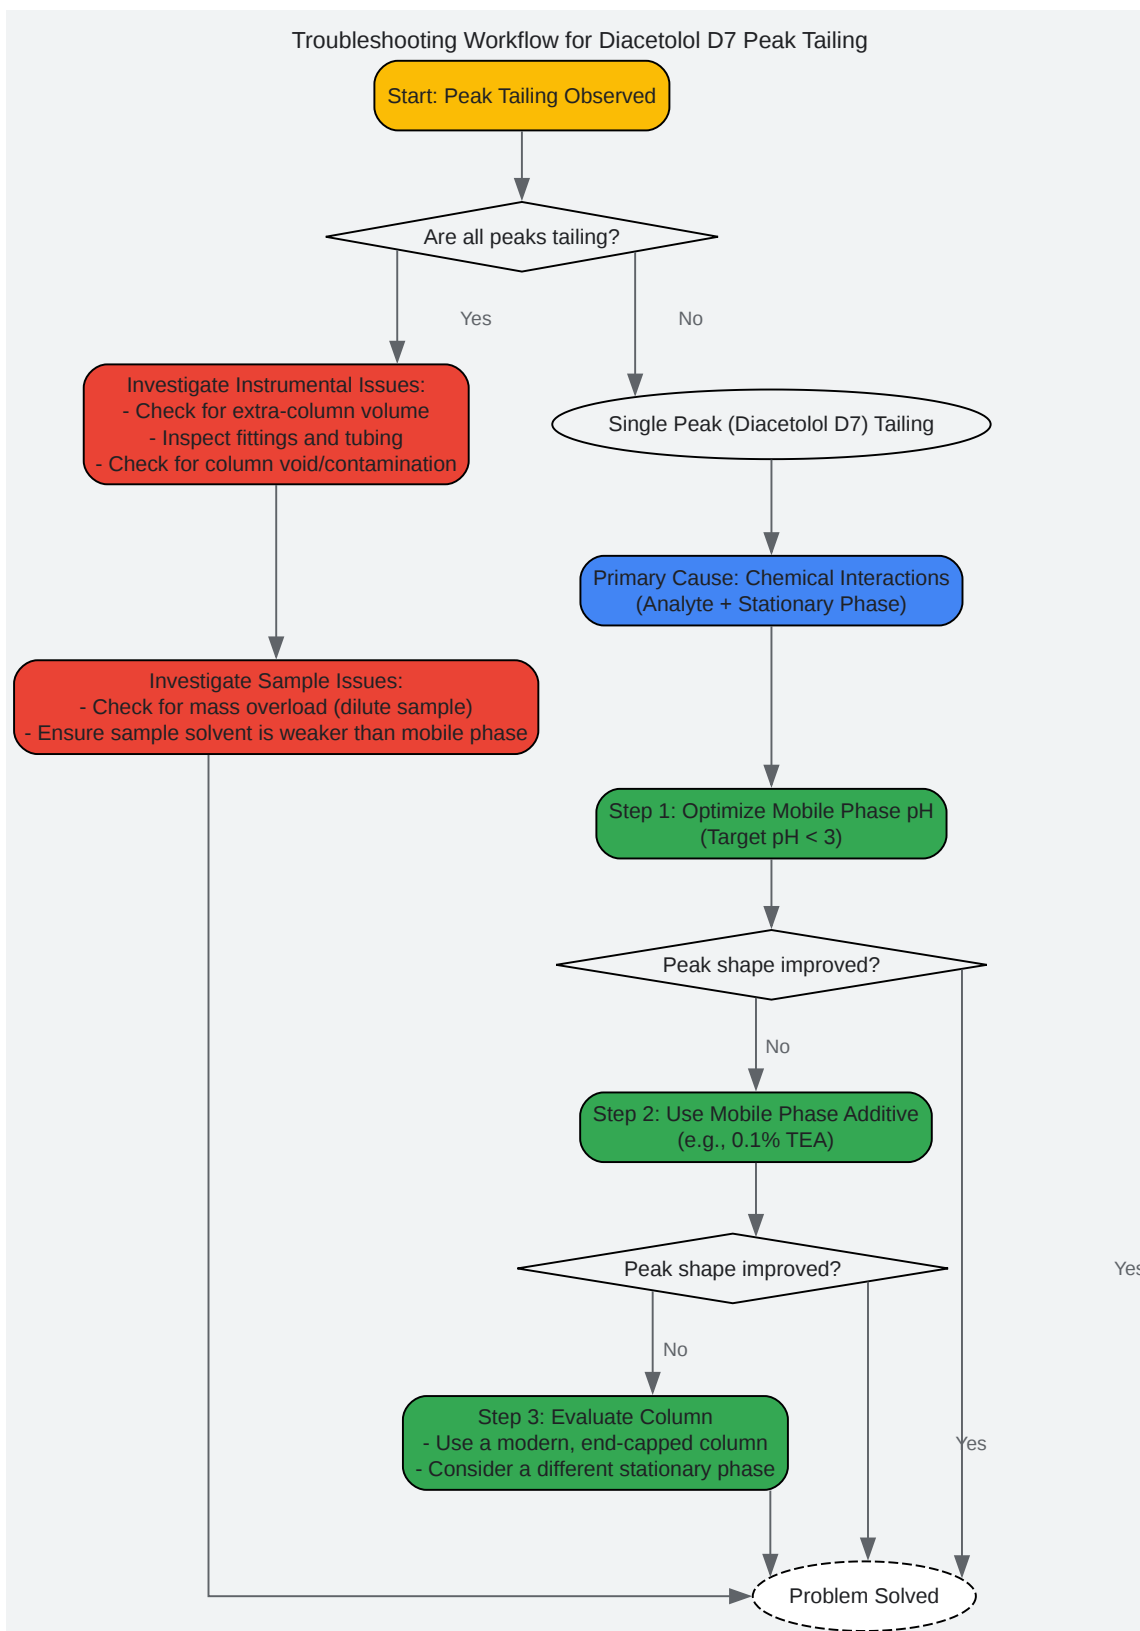 Troubleshooting Workflow for Diacetolol D7 Peak Tailing
Start: Peak Tailing Observed
Are all peaks tailing?
Yes
No
Investigate Instrumental Issues:
- Check for extra-column volume
- Inspect fittings and tubing
- Check for column void/contamination
Single Peak (Diacetolol D7) Tailing
Primary Cause: Chemical Interactions
(Analyte + Stationary Phase)
Investigate Sample Issues:
- Check for mass overload (dilute sample)
- Ensure sample solvent is weaker than mobile phase
Step 1: Optimize Mobile Phase pH
(Target pH < 3)
Peak shape improved?
No
Step 2: Use Mobile Phase Additive
(e.g., 0.1% TEA)
Peak shape improved?
Yes
No
Step 3: Evaluate Column
- Use a modern, end-capped column
- Consider a different stationary phase
Yes
Problem Solved